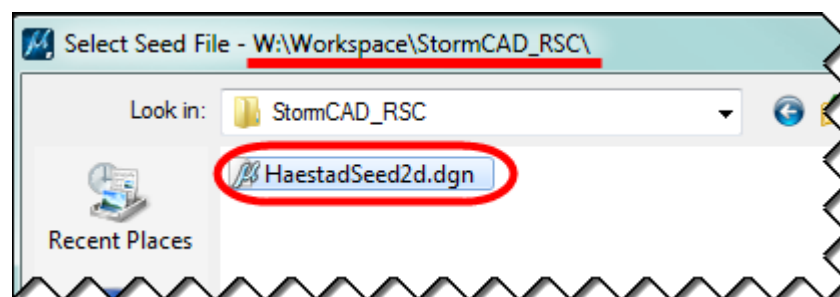 Select Seed File - W:\Workspace\StormCAD_RSC\
Look in: StormCAD_RSC
HaestadSeed2d.dgn
Recent Places